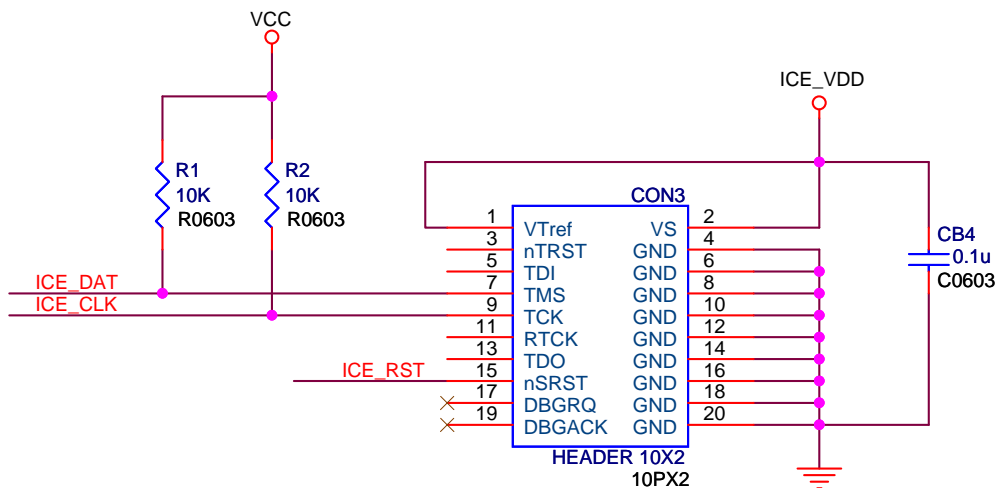 VCC
ICE_VDD
R1
10K
R0603
R2
10K
R0603
CON3
1 VTref VS 2
3 nTRST GND 4
5 TDI GND 6
7 TMS GND 8
9 TCK GND 10
11 RTCK GND 12
13 TDO GND 14
15 nSRST GND 16
17 DBGRQ GND 18
19 DBGACK GND 20
HEADER 10X2
10PX2
ICE_DAT
ICE_CLK
ICE_RST
CB4
0.1u
C0603